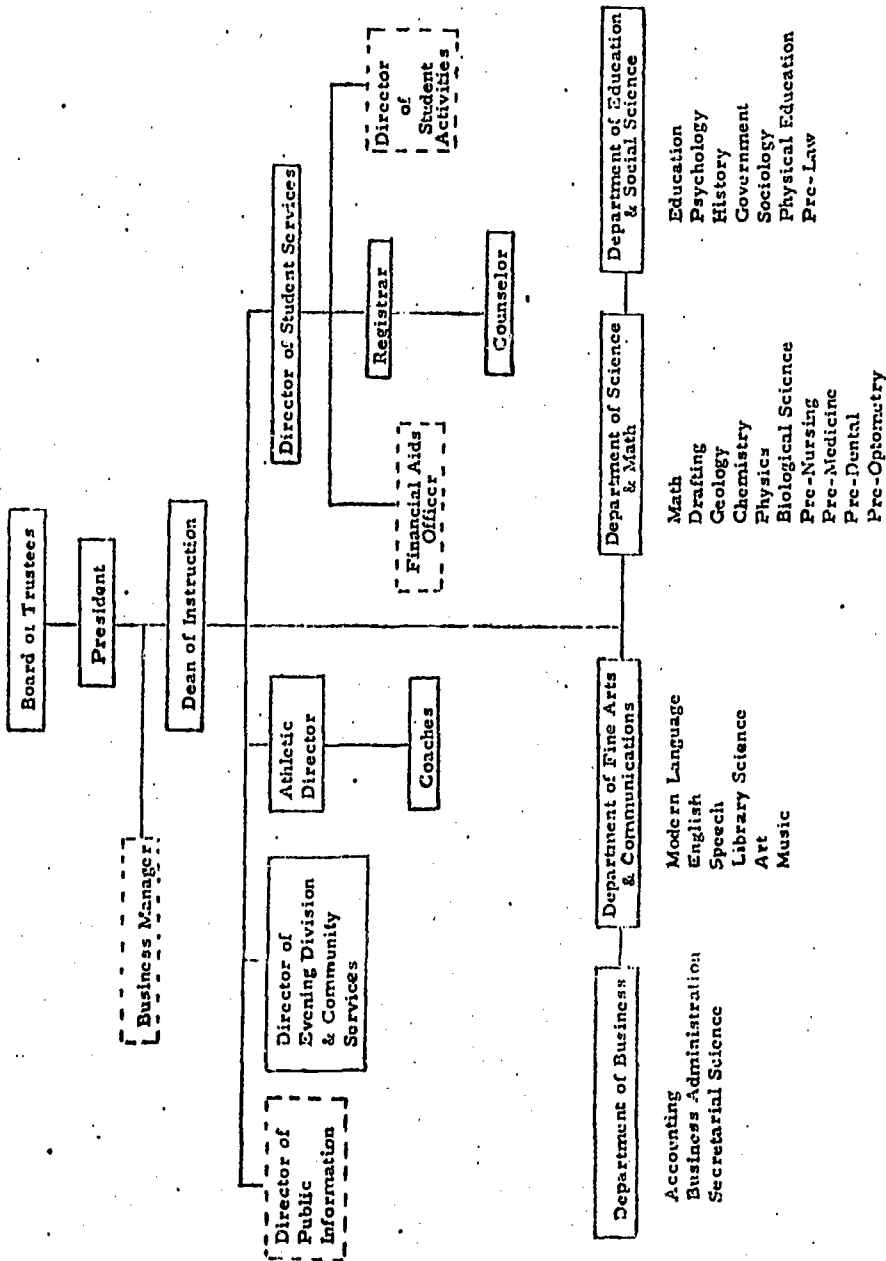 Board of Trustees
President
Business Manager
Dean of Instruction
Director of
Public
Information
Director of
Evening Division
& Community
Services
Athletic
Director
Coaches
Director of Student Services
Financial Aids
Officer
Registrar
Counselor
Director
of
Student
Activities
Department of Business
Accounting
Business Administration
Secretarial Science
Department of Fine Arts
& Communications
Modern Language
English
Speech
Library Science
Art
Music
Department of Science
& Math
Math
Drafting
Geology
Chemistry
Physics
Biological Science
Pre-Nursing
Pre-Medicine
Pre-Dental
Pre-Optometry
Department of Education
& Social Science
Education
Psychology
History
Government
Sociology
Physical Education
Pre-Law